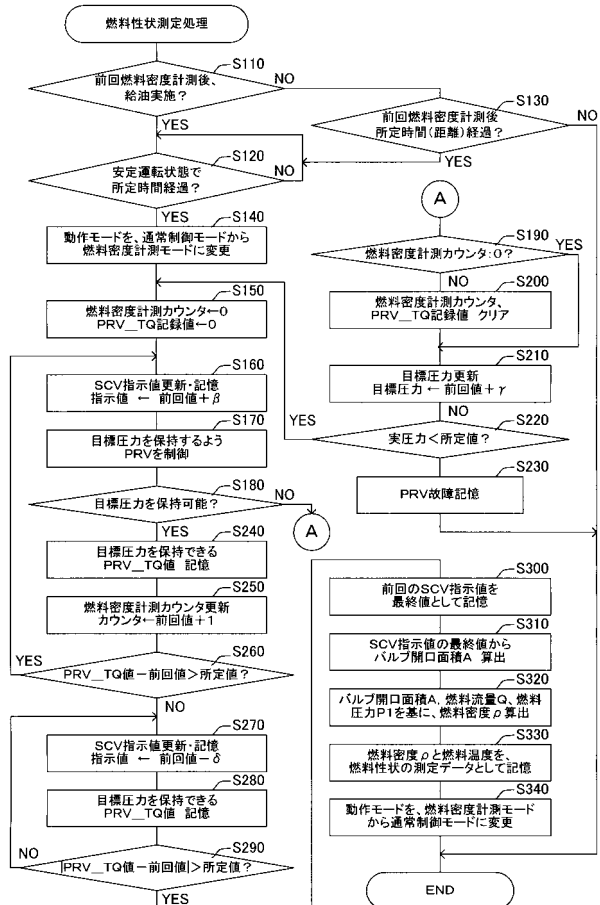 燃料性状測定処理
S110
前回燃料密度計測後、
給油実施?
NO
YES
S130
前回燃料密度計測後
所定時間(距離)経過?
NO
YES
S120
安定運転状態で
所定時間経過?
NO
YES
S140
動作モードを、通常制御モードから
燃料密度計測モードに変更
S150
燃料密度計測カウンタ←0
PRV__TQ記録値←0
S160
SCV指示値更新・記憶
指示値 ← 前回値+β
S170
目標圧力を保持するよう
PRVを制御
S180
目標圧力を保持可能?
NO
A
YES
S240
目標圧力を保持できる
PRV__TQ値 記憶
S250
燃料密度計測カウンタ更新
カウンタ←前回値+1
S260
YES
PRV__TQ値-前回値>所定値?
NO
S270
SCV指示値更新・記憶
指示値 ← 前回値-δ
S280
目標圧力を保持できる
PRV__TQ値 記憶
S290
NO
|PRV__TQ値-前回値|>所定値?
YES
A
S190
燃料密度計測カウンタ:0?
YES
NO
S200
燃料密度計測カウンタ、
PRV__TQ記録値 クリア
S210
目標圧力更新
目標圧力 ← 前回値+γ
NO
S220
YES
実圧力<所定値?
S230
PRV故障記憶
S300
前回のSCV指示値を
最終値として記憶
S310
SCV指示値の最終値から
バルブ開口面積A 算出
S320
バルブ開口面積A、燃料流量Q、燃料
圧力P1を基に、燃料密度ρ算出
S330
燃料密度ρと燃料温度を、
燃料性状の測定データとして記憶
S340
動作モードを、燃料密度計測モード
から通常制御モードに変更
END